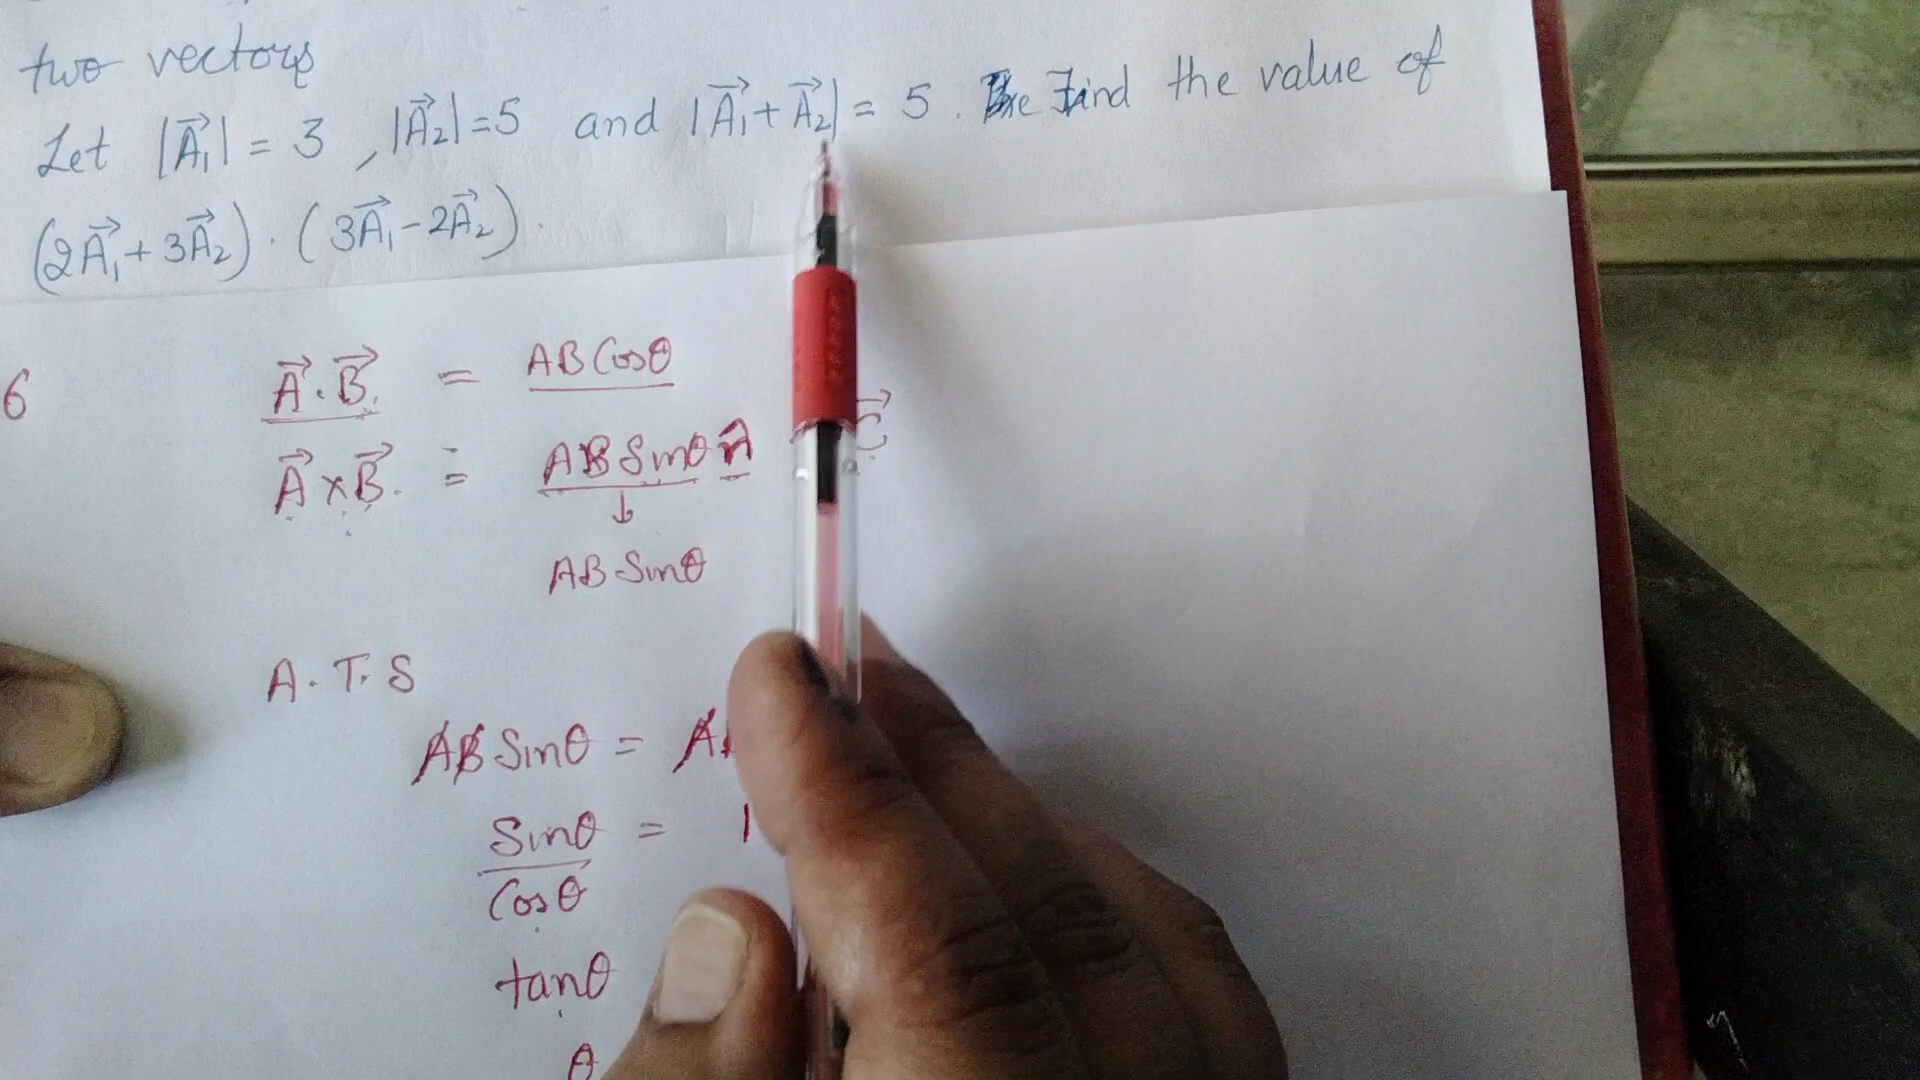 two vectors
Let |A⃗₁| = 3, |A⃗₂| = 5 and |A⃗₁ + A⃗₂| = 5. Find the value of
(2A⃗₁ + 3A⃗₂) · (3A⃗₁ - 2A⃗₂).
6
A⃗ · B⃗ = AB Cosθ
A⃗ × B⃗ = AB Sinθ n̂ C⃗
↓
AB Sinθ
A. T. S
AB Sinθ = A
Sinθ = 1
Cosθ
tanθ
θ